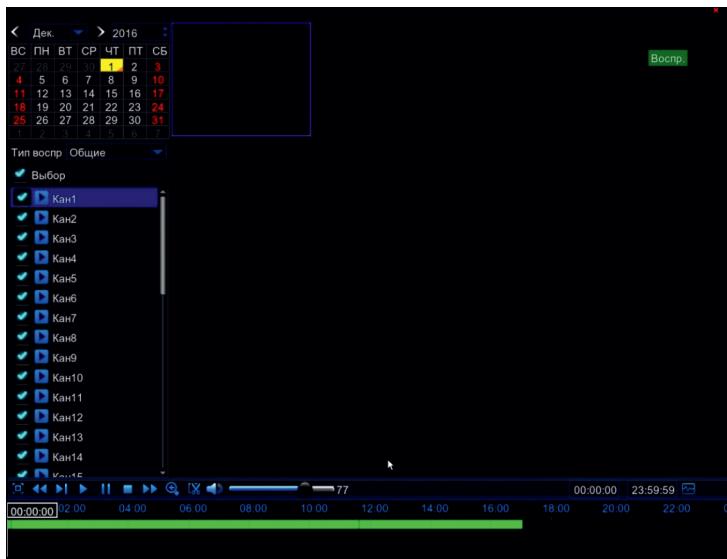 Дек. 2016
ВС ПН ВТ СР ЧТ ПТ СБ
27 28 29 30 1 2 3
4 5 6 7 8 9 10
11 12 13 14 15 16 17
18 19 20 21 22 23 24
25 26 27 28 29 30 31
1 2 3 4 5 6 7
Воспр.
Тип воспр Общие
Выбор
Кан1
Кан2
Кан3
Кан4
Кан5
Кан6
Кан7
Кан8
Кан9
Кан10
Кан11
Кан12
Кан13
Кан14
Кан15
77 00:00:00 23:59:59
00:00:00 02:00 04:00 06:00 08:00 10:00 12:00 14:00 16:00 18:00 20:00 22:00